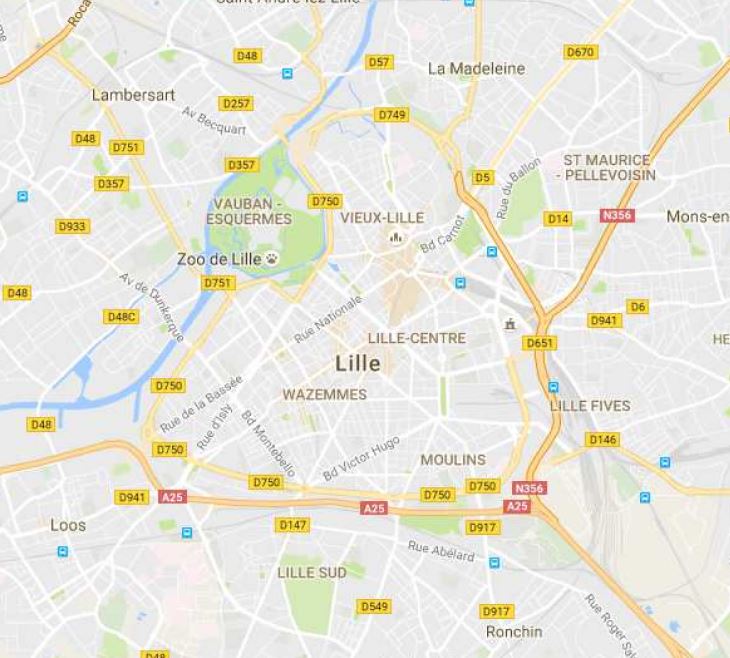 Saint-André-lez-Lille
Roca
D48
D57
D670
La Madeleine
Lambersart
D257
Av Becquart
D749
D48
D751
D357
D357
ST MAURICE
- PELLEVOISIN
D5
Rue du Ballon
VAUBAN -
ESQUERMES
D750
VIEUX-LILLE
D14
N356
Mons-en
D933
Bd Carnot
Zoo de Lille
D751
D48
Av de Dunkerque
D48C
Rue Nationale
D6
D941
LILLE-CENTRE
D651
HE
Lille
D750
WAZEMMES
Rue de la Bassée
LILLE FIVES
D48
Rue d'Isly
Bd Montebello
D146
D750
Bd Victor Hugo
MOULINS
D750
D750
D750
N356
D941
A25
A25
A25
Loos
D147
D917
Rue Abélard
LILLE SUD
D549
D917
Rue Roger Sal
Ronchin
D48